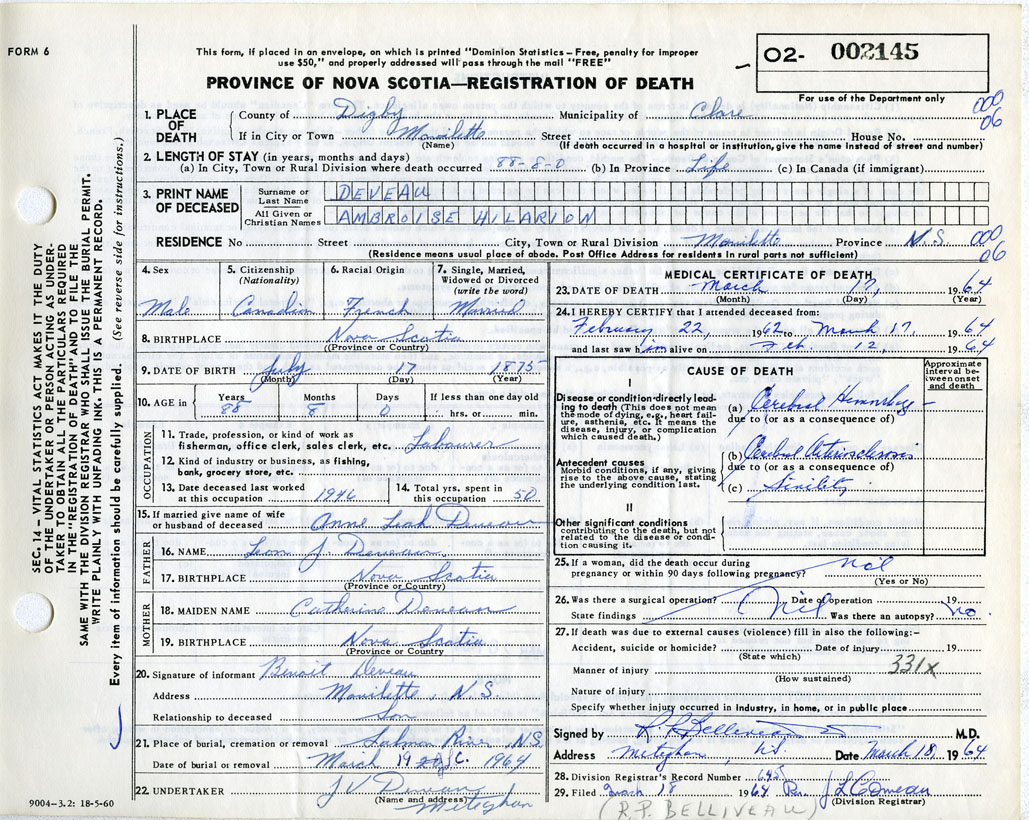 FORM 6
This form, if placed in an envelope, on which is printed "Dominion Statistics – Free, penalty for improper
use $50," and properly addressed will pass through the mail "FREE"
O2- 002145
PROVINCE OF NOVA SCOTIA—REGISTRATION OF DEATH
For use of the Department only
000
06
1. PLACE OF DEATH
County of Digby Municipality of Clare
If in City or Town Mavilette Street House No.
(Name) (If death occurred in a hospital or institution, give the name instead of street and number)
2. LENGTH OF STAY (in years, months and days)
(a) In City, Town or Rural Division where death occurred 88-8-0 (b) In Province Life (c) In Canada (if immigrant)
3. PRINT NAME OF DECEASED
Surname or Last Name DEVEAU
All Given or Christian Names AMBROISE HILARION
RESIDENCE No Street City, Town or Rural Division Mavilette Province N.S. 000
(Residence means usual place of abode. Post Office Address for residents in rural parts not sufficient) 06
4. Sex Male
5. Citizenship (Nationality) Canadian
6. Racial Origin French
7. Single, Married, Widowed or Divorced (write the word) Married
8. BIRTHPLACE Nova Scotia
(Province or Country)
9. DATE OF BIRTH July 17 1875
(Month) (Day) (Year)
10. AGE in Years 88 Months 8 Days 0 If less than one day old hrs. or min.
OCCUPATION
11. Trade, profession, or kind of work as
fisherman, office clerk, sales clerk, etc. Labourer
12. Kind of industry or business, as fishing,
bank, grocery store, etc.
13. Date deceased last worked
at this occupation 1946
14. Total yrs. spent in
this occupation 50
15. If married give name of wife
or husband of deceased Anne Leah Deveau
FATHER
16. NAME Leon J. Deveau
17. BIRTHPLACE Nova Scotia
(Province or Country)
MOTHER
18. MAIDEN NAME Catherine Deveau
19. BIRTHPLACE Nova Scotia
(Province or Country
20. Signature of informant Benoit Deveau
Address Mavilette, N.S.
Relationship to deceased Son
21. Place of burial, cremation or removal Salmon River NS
Date of burial or removal March 1964
22. UNDERTAKER
(Name and address) Meteghan
9004-3.2: 18-5-60
MEDICAL CERTIFICATE OF DEATH
23. DATE OF DEATH March 17, 1964
(Month) (Day) (Year)
24. I HEREBY CERTIFY that I attended deceased from:
February 22, 1962 to March 17, 1964
and last saw him alive on Feb. 12, 1964
CAUSE OF DEATH
Approximate interval between onset and death
I
Disease or condition directly leading to death (This does not mean the mode of dying, e.g., heart failure, asthenia, etc. It means the disease, injury, or complication which caused death.)
(a) Cerebral Hemorrhage
due to (or as a consequence of)
Antecedent causes
Morbid conditions, if any, giving rise to the above cause, stating the underlying condition last.
(b) Cerebral Arteriosclerosis
due to (or as a consequence of)
(c) Senility
II
Other significant conditions
contributing to the death, but not related to the disease or condition causing it.
25. If a woman, did the death occur during
pregnancy or within 90 days following pregnancy? nil
(Yes or No)
26. Was there a surgical operation? Nil Date of operation 19
State findings Was there an autopsy? no.
27. If death was due to external causes (violence) fill in also the following:-
Accident, suicide or homicide? Date of injury 19
(State which)
Manner of injury 331x
(How sustained)
Nature of injury
Specify whether injury occurred in Industry, in home, or in public place
Signed by R. P. Belliveau M.D.
Address Meteghan, N.S. Date March 18, 1964
28. Division Registrar's Record Number 645
29. Filed March 18 1964 J L Comeau
(Division Registrar)
(R.P. BELLIVEAU)
SEC. 14 – VITAL STATISTICS ACT MAKES IT THE DUTY
OF THE UNDERTAKER OR PERSON ACTING AS UNDER-
TAKER TO OBTAIN ALL THE PARTICULARS REQUIRED
IN THE "REGISTRATION OF DEATH" AND TO FILE THE
SAME WITH THE DIVISION REGISTRAR WHO SHALL ISSUE THE BURIAL PERMIT.
WRITE PLAINLY WITH UNFADING INK. THIS IS A PERMANENT RECORD.
Every item of information should be carefully supplied. (See reverse side for instructions.)